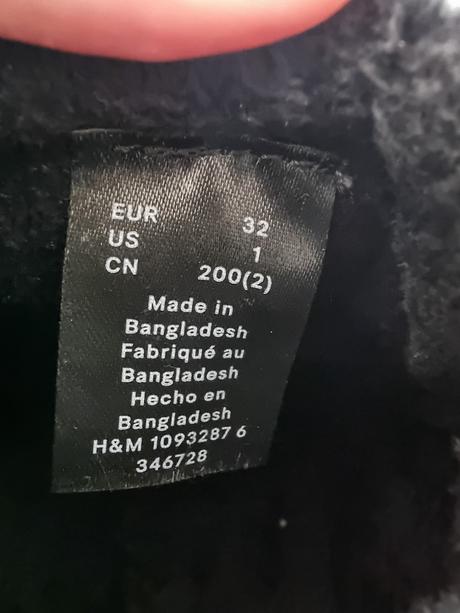 EUR 32
US 1
CN 200(2)
Made in
Bangladesh
Fabriqué au
Bangladesh
Hecho en
Bangladesh
H&M 1093287 6
346728